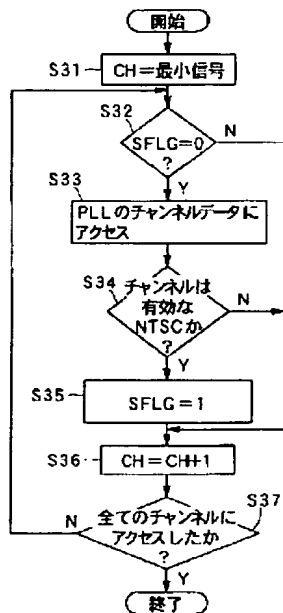 開始
S31
CH=最小信号
S32
SFLG=0
?
N
Y
S33
PLLのチャンネルデータに
アクセス
S34
チャンネルは
有効な
NTSCか
?
N
Y
S35
SFLG=1
S36
CH=CH+1
S37
全てのチャンネルに
アクセスしたか
?
N
Y
終了